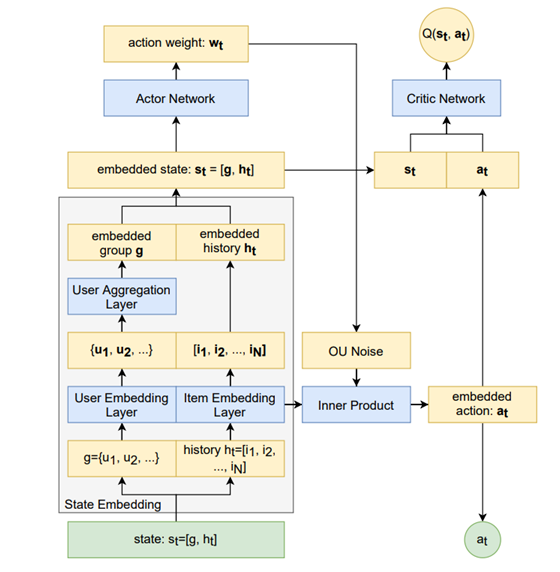 action weight: wt
Q(st, at)
Actor Network
Critic Network
embedded state: st = [g, ht]
st
at
embedded
group g
embedded
history ht
User Aggregation
Layer
{u1, u2, ...}
[i1, i2, ..., iN]
OU Noise
User Embedding
Layer
Item Embedding
Layer
Inner Product
embedded
action: at
g={u1, u2, ...}
history ht=[i1, i2,
..., iN]
State Embedding
state: st=[g, ht]
at